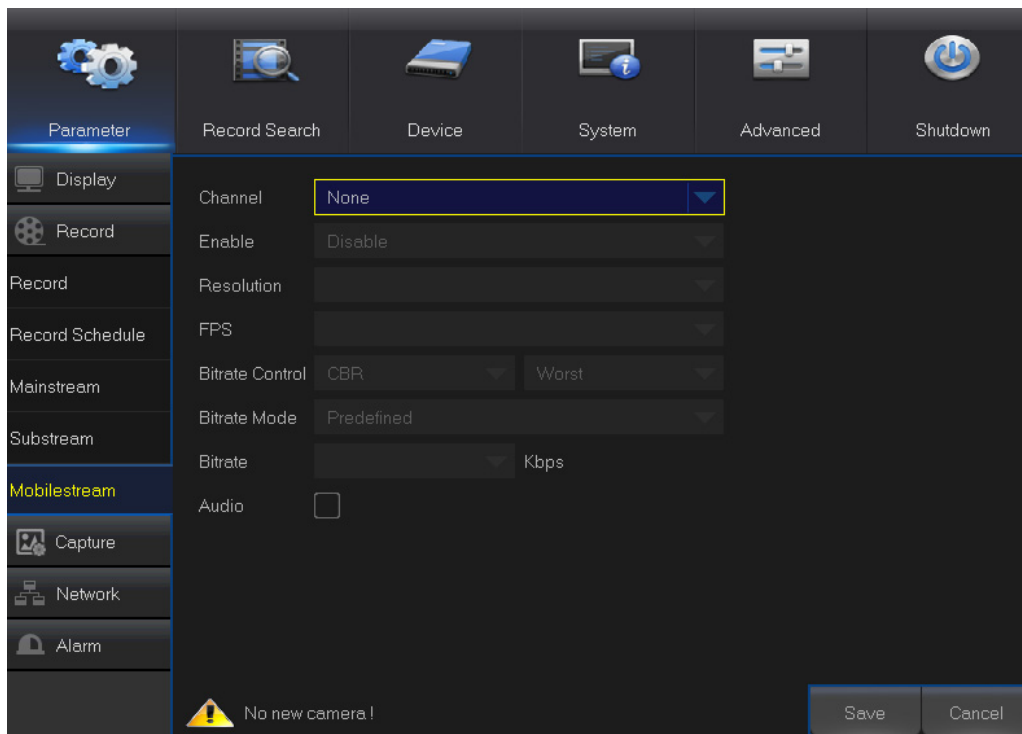 Parameter
Record Search
Device
System
Advanced
Shutdown
Display
Record
Record
Record Schedule
Mainstream
Substream
Mobilestream
Capture
Network
Alarm
Channel None
Enable Disable
Resolution
FPS
Bitrate Control CBR Worst
Bitrate Mode Predefined
Bitrate Kbps
Audio
No new camera!
Save
Cancel